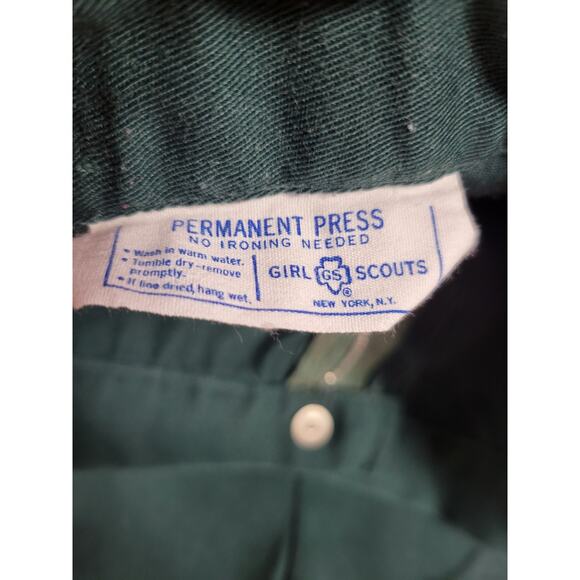 PERMANENT PRESS
NO IRONING NEEDED
• Wash in warm water.
• Tumble dry-remove
promptly.
• If line dried, hang wet.
GIRL GS SCOUTS
®
NEW YORK, N.Y.